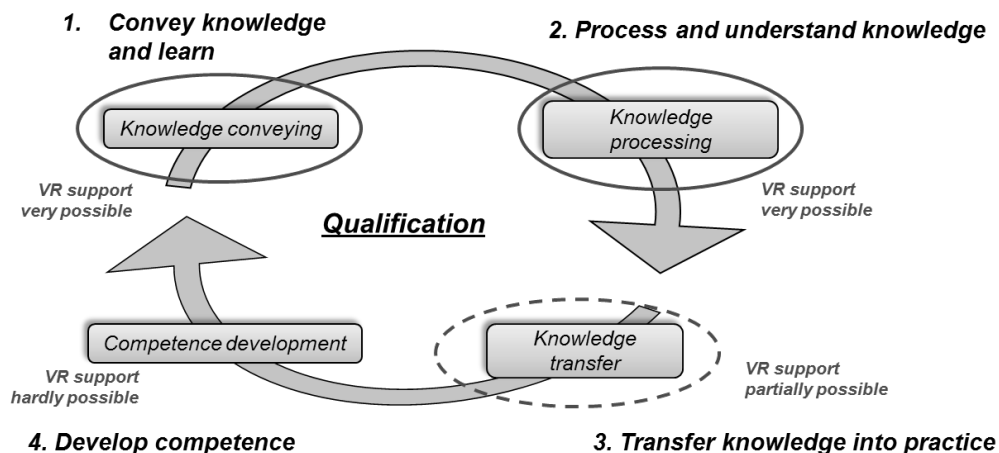 1. Convey knowledge
and learn
2. Process and understand knowledge
Knowledge conveying
Knowledge
processing
VR support
very possible
VR support
very possible
Qualification
Competence development
Knowledge
transfer
VR support
hardly possible
VR support
partially possible
4. Develop competence
3. Transfer knowledge into practice